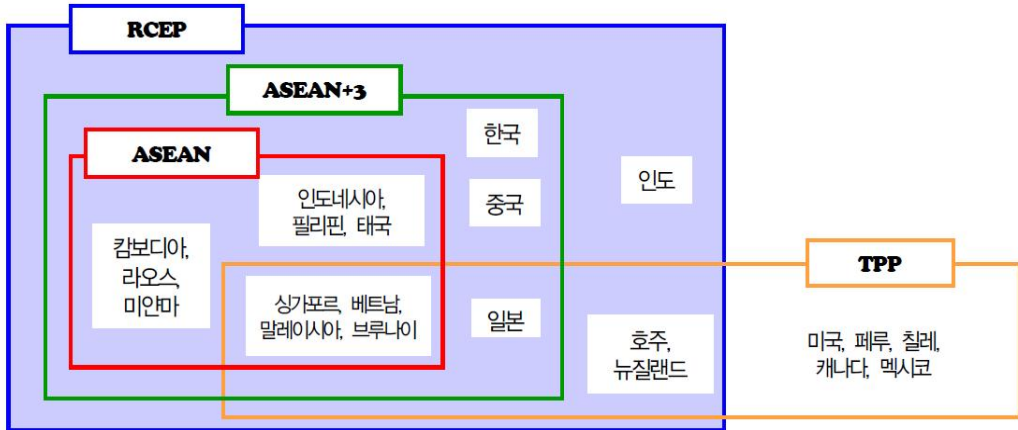 RCEP
ASEAN+3
ASEAN
한국
인도네시아,
필리핀, 태국
중국
인도
캄보디아,
라오스,
미얀마
TPP
싱가포르, 베트남,
말레이시아, 브루나이
일본
호주,
뉴질랜드
미국, 페루, 칠레,
캐나다, 멕시코